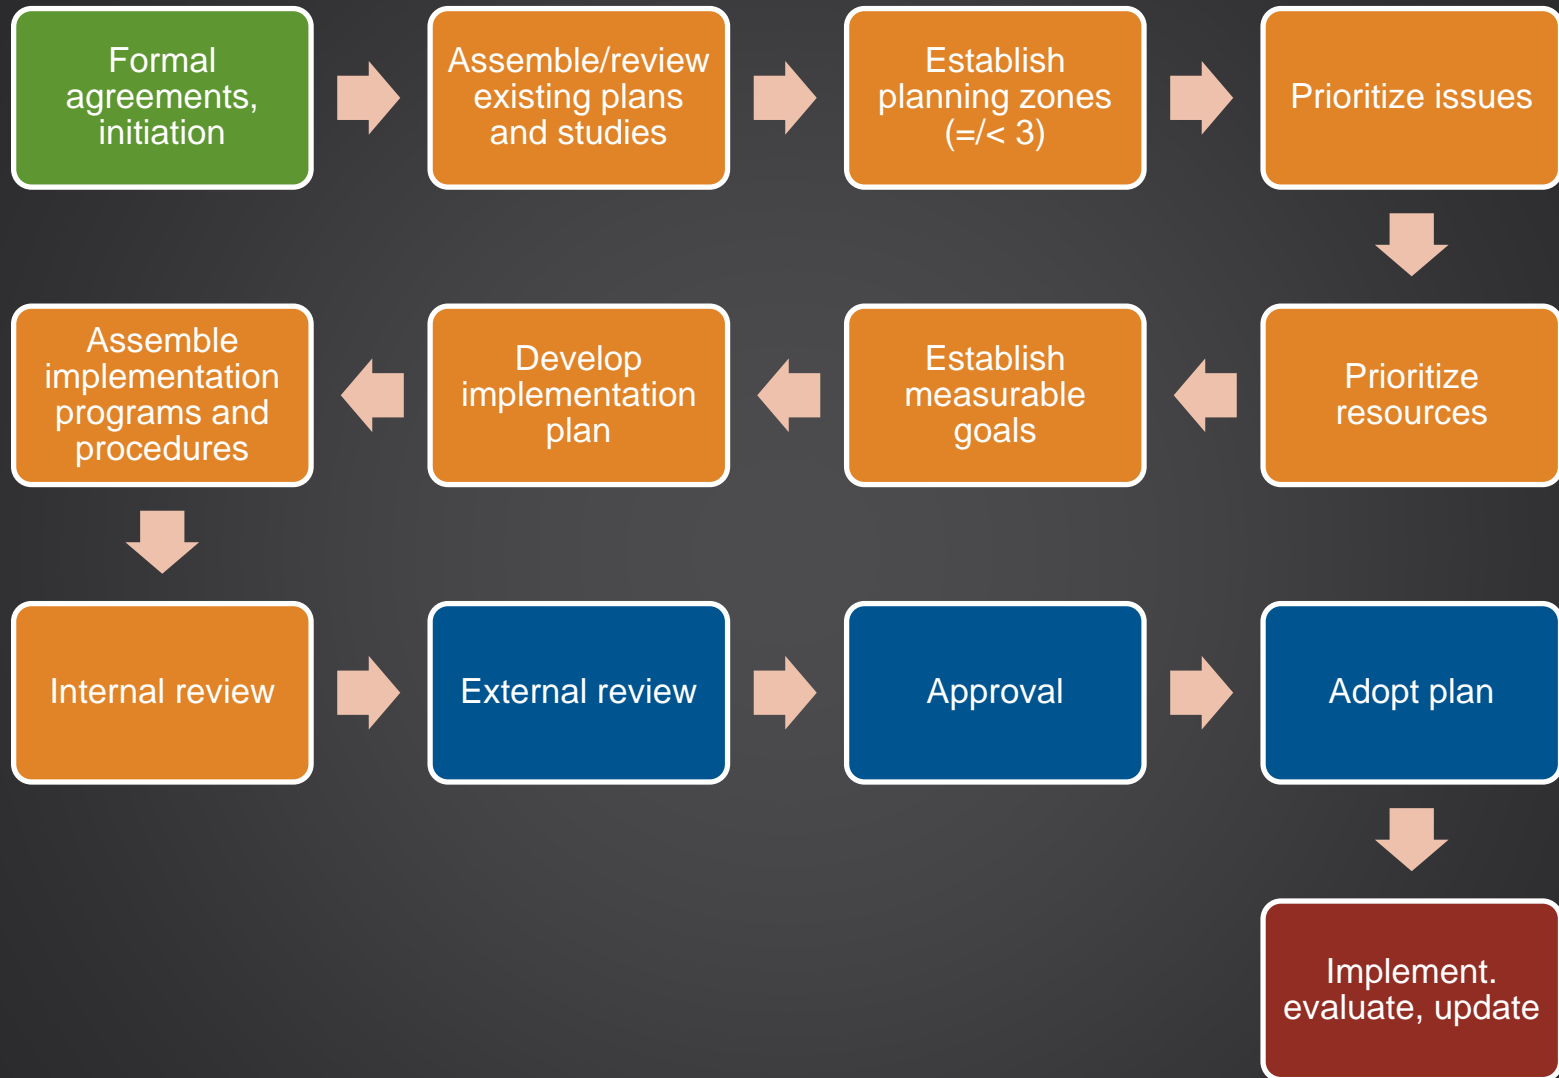 Formal
agreements,
initiation
Assemble/review
existing plans
and studies
Establish
planning zones
(=/< 3)
Prioritize issues
Prioritize
resources
Establish
measurable
goals
Develop
implementation
plan
Assemble
implementation
programs and
procedures
Internal review
External review
Approval
Adopt plan
Implement.
evaluate, update